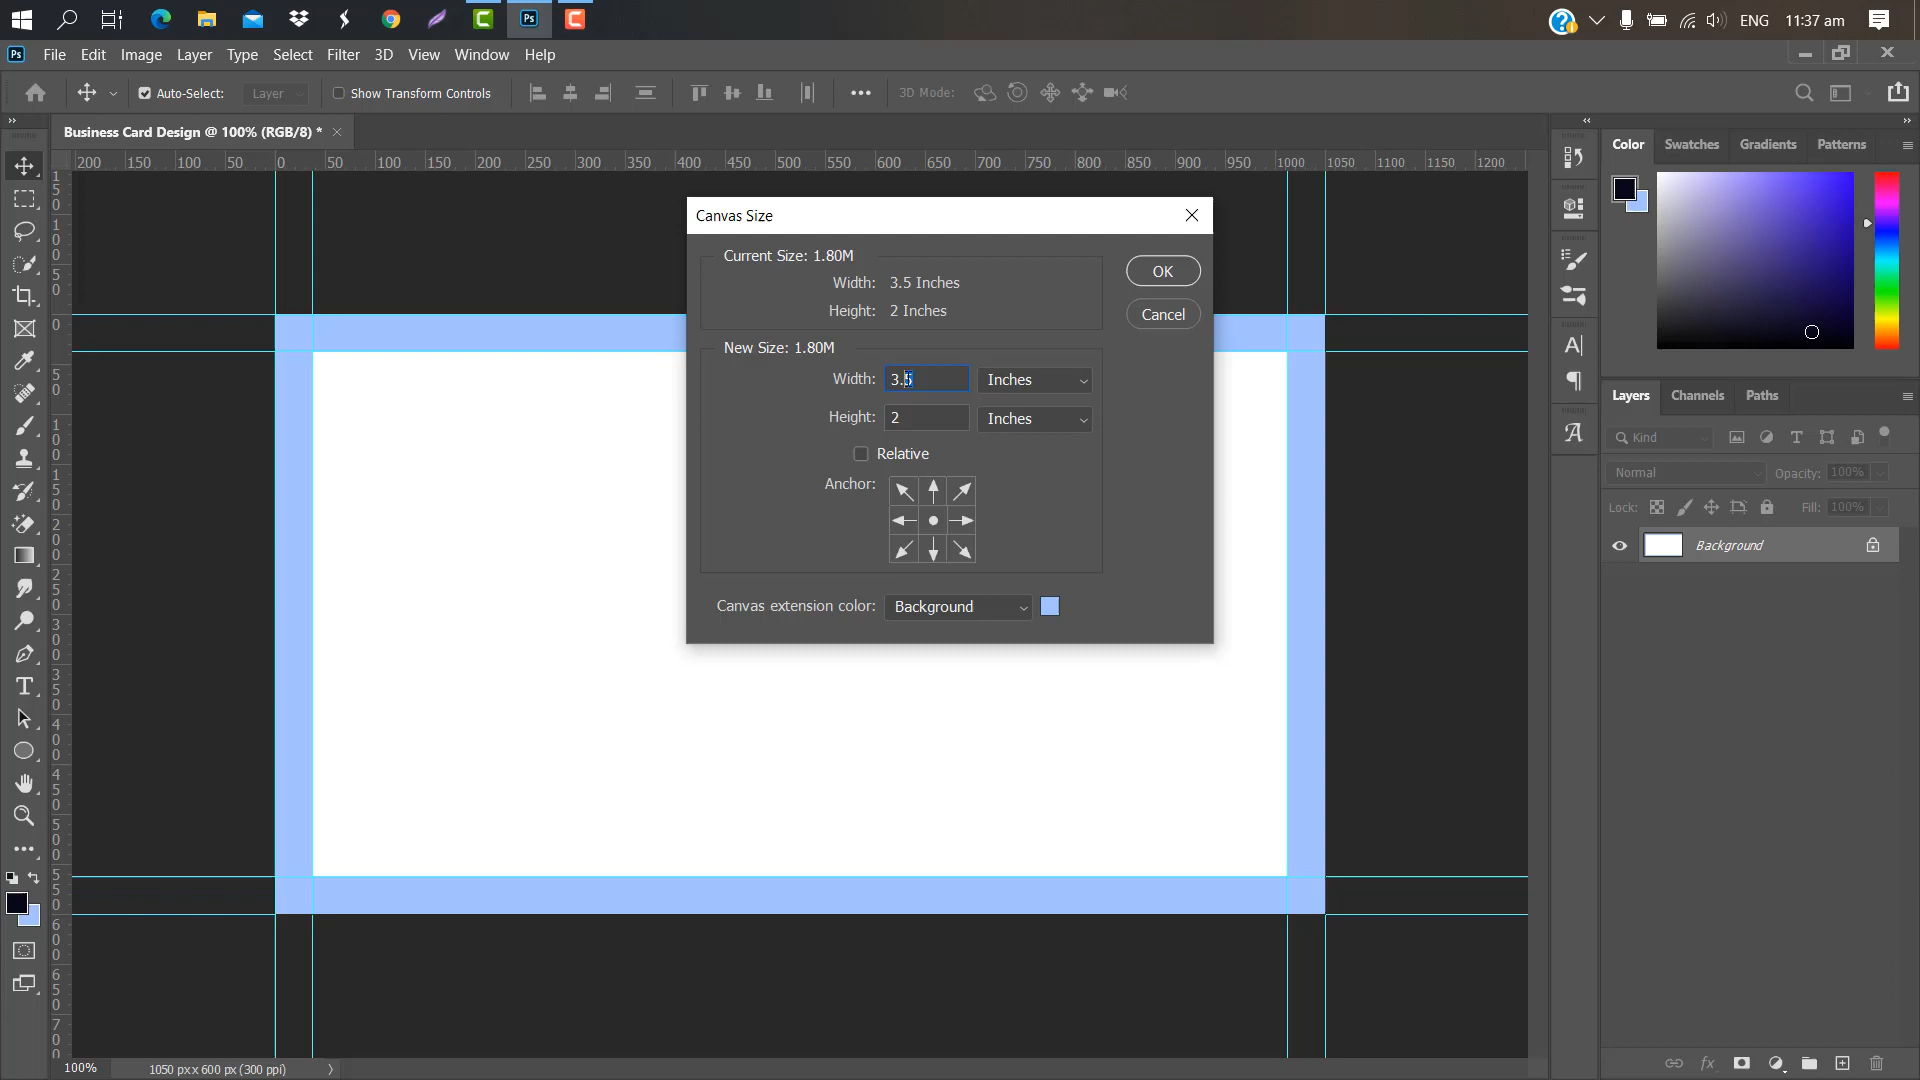 ENG 11:37 am
File Edit Image Layer Type Select Filter 3D View Window Help
Auto-Select: Layer Show Transform Controls 3D Mode:
Business Card Design @ 100% (RGB/8) *
200 150 100 50 0 50 100 150 200 250 300 350 400 450 500 550 600 650 700 750 800 850 900 950 1000 1050 1100 1150 1200
Color Swatches Gradients Patterns
Canvas Size
Current Size: 1.80M
Width: 3.5 Inches
Height: 2 Inches
OK
Cancel
New Size: 1.80M
Width: 3.5 Inches
Height: 2 Inches
Relative
Anchor:
Canvas extension color: Background
Layers Channels Paths
Kind
Normal Opacity: 100%
Lock: Fill: 100%
Background
100% 1050 px x 600 px (300 ppi)